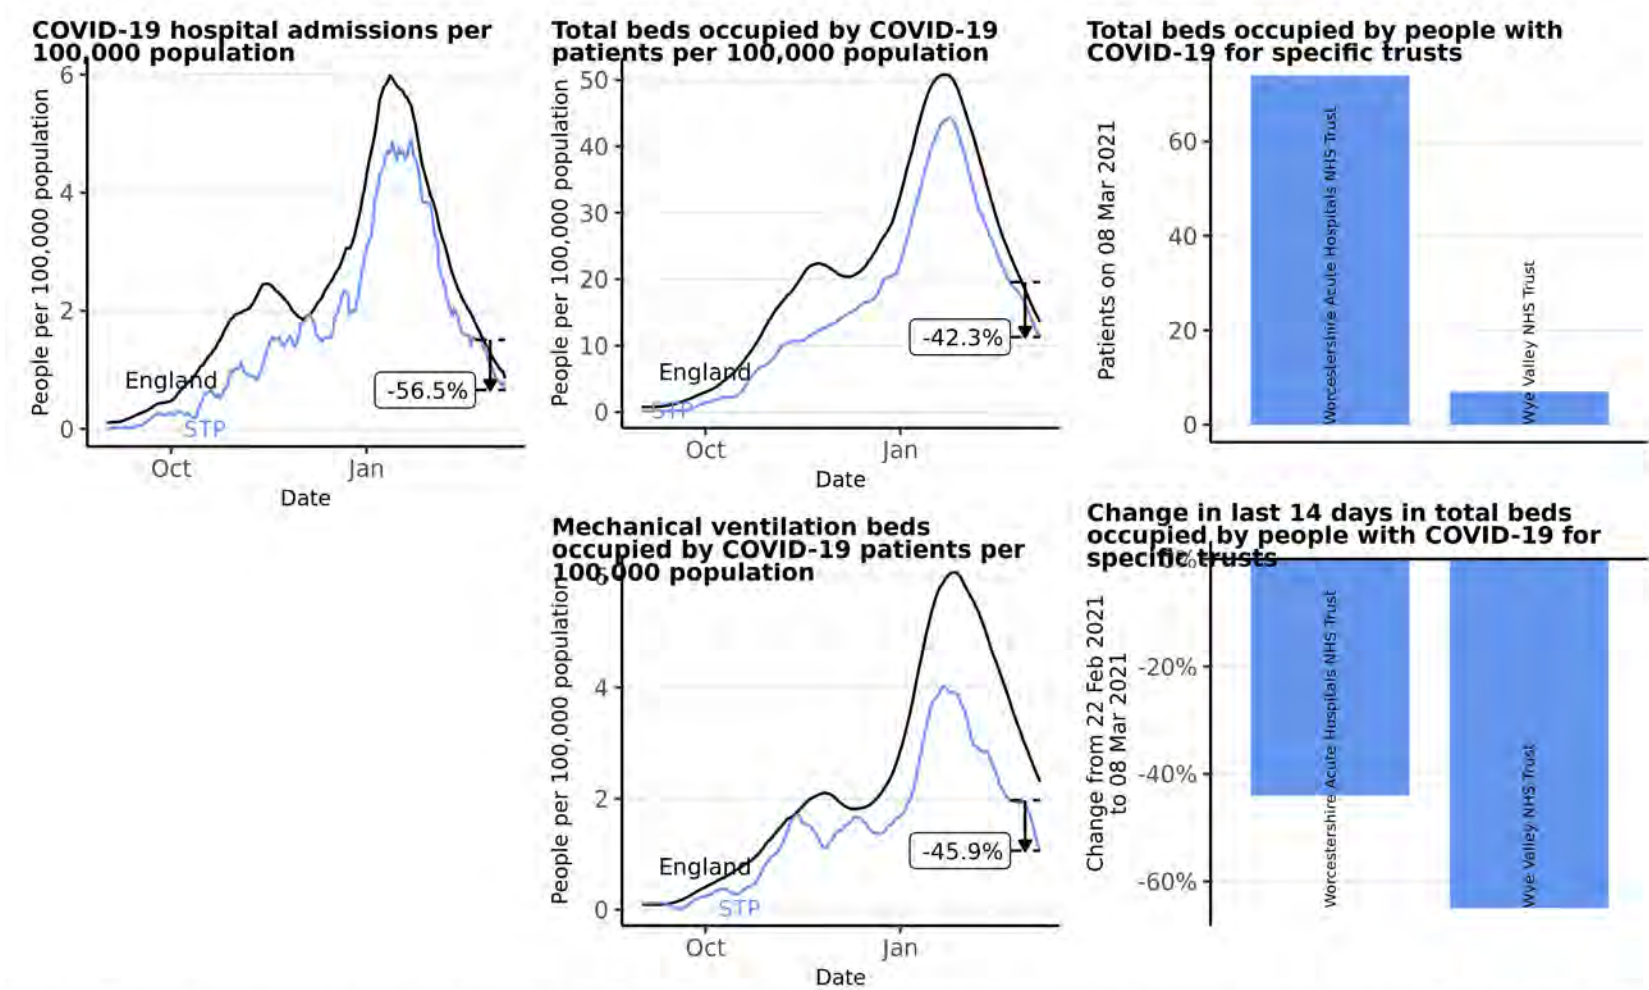 COVID-19 hospital admissions per
100,000 population
People per 100,000 population
6
4
2
0
England
STP
-56.5%
Oct
Jan
Date
Total beds occupied by COVID-19
patients per 100,000 population
People per 100,000 population
50
40
30
20
10
0
England
STP
-42.3%
Oct
Jan
Date
Total beds occupied by people with
COVID-19 for specific trusts
Patients on 08 Mar 2021
60
40
20
0
Worcestershire Acute Hospitals NHS Trust
Wye Valley NHS Trust
Mechanical ventilation beds
occupied by COVID-19 patients per
100,000 population
People per 100,000 population
6
4
2
0
England
STP
-45.9%
Oct
Jan
Date
Change in last 14 days in total beds
occupied by people with COVID-19 for
specific trusts
Change from 22 Feb 2021
to 08 Mar 2021
0%
-20%
-40%
-60%
Worcestershire Acute Hospitals NHS Trust
Wye Valley NHS Trust